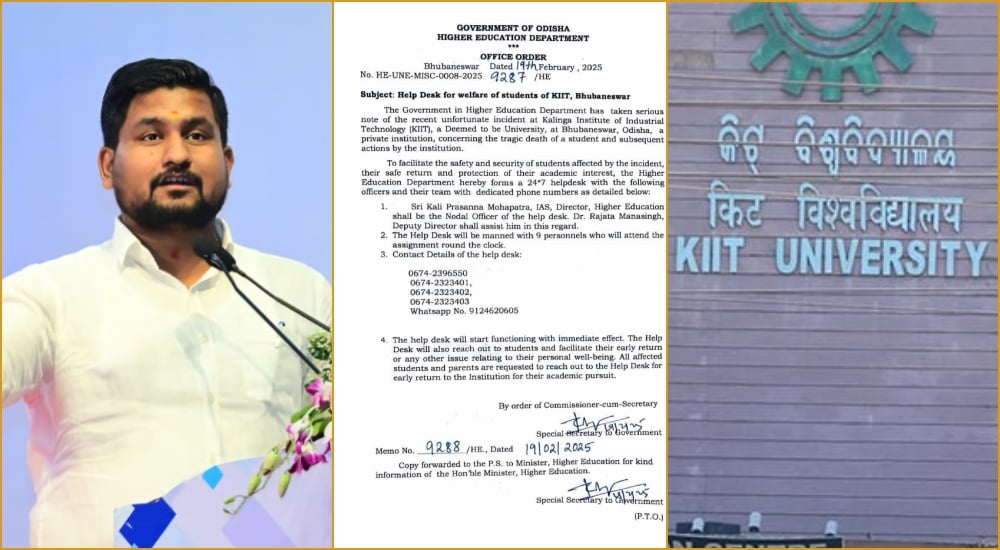 GOVERNMENT OF ODISHA
HIGHER EDUCATION DEPARTMENT
***
OFFICE ORDER
Bhubaneswar Dated 19th February, 2025
No. HE-UNE-MISC-0008-2025 9287 /HE
Subject: Help Desk for welfare of students of KIIT, Bhubaneswar
The Government in Higher Education Department has taken serious
note of the recent unfortunate incident at Kalinga Institute of Industrial
Technology (KIIT), a Deemed to be University, at Bhubaneswar, Odisha, a
private institution, concerning the tragic death of a student and subsequent
actions by the institution.
To facilitate the safety and security of students affected by the incident,
their safe return and protection of their academic interest, the Higher
Education Department hereby forms a 24*7 helpdesk with the following
officers and their team with dedicated phone numbers as detailed below:
1. Sri Kali Prasanna Mohapatra, IAS, Director, Higher Education
shall be the Nodal Officer of the help desk. Dr. Rajata Manasingh,
Deputy Director shall assist him in this regard.
2. The Help Desk will be manned with 9 personnels who will attend the
assignment round the clock.
3. Contact Details of the help desk:
0674-2396550
0674-2323401,
0674-2323402,
0674-2323403
Whatsapp No. 9124620605
4. The help desk will start functioning with immediate effect. The Help
Desk will also reach out to students and facilitate their early return
or any other issue relating to their personal well-being. All affected
students and parents are requested to reach out to the Help Desk for
early return to the Institution for their academic pursuit.
By order of Commissioner-cum-Secretary
Special Secretary to Government
Memo No. 9288 /HE., Dated 19/02/2025
Copy forwarded to the P.S. to Minister, Higher Education for kind
information of the Hon'ble Minister, Higher Education.
Special Secretary to Government
(P.T.O.)
କିଟ୍ ବିଶ୍ୱବିଦ୍ୟାଳୟ
किट विश्वविद्यालय
KIIT UNIVERSITY